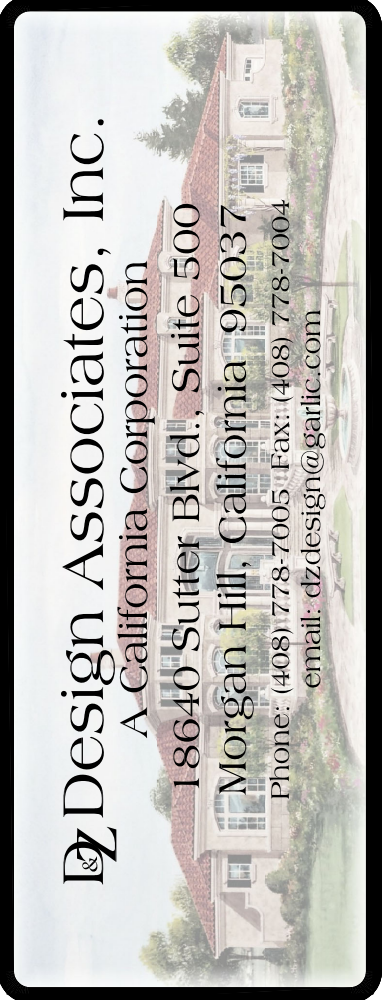 D&Z Design Associates, Inc.
A California Corporation
18640 Sutter Blvd., Suite 500
Morgan Hill, California 95037
Phone: (408) 778-7005 Fax: (408) 778-7004
email: dzdesign@garlic.com